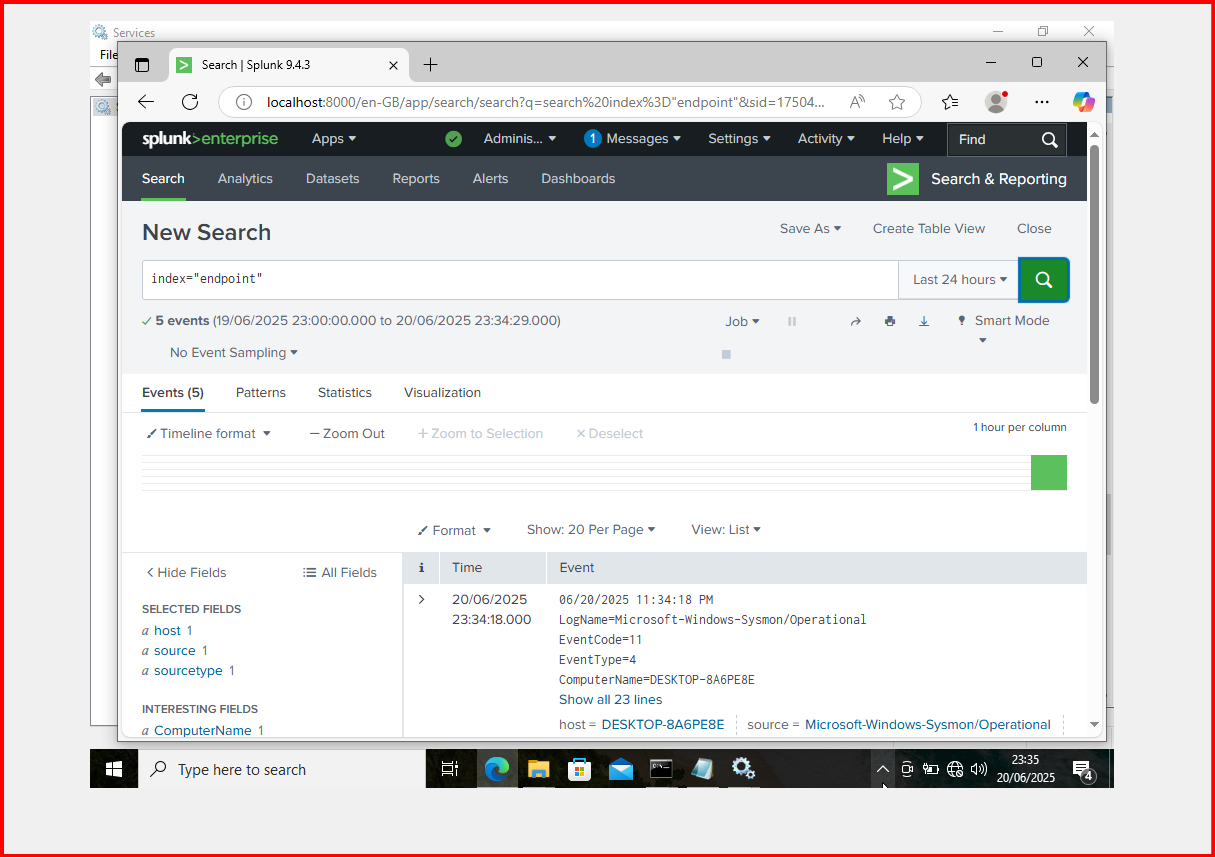 Services
File
Search | Splunk 9.4.3
localhost:8000/en-GB/app/search/search?q=search%20index%3D"endpoint"&sid=17504...
splunk>enterprise Apps Adminis... 1 Messages Settings Activity Help Find
Search Analytics Datasets Reports Alerts Dashboards > Search & Reporting
New Search Save As Create Table View Close
index="endpoint" Last 24 hours
5 events (19/06/2025 23:00:00.000 to 20/06/2025 23:34:29.000) Job Smart Mode
No Event Sampling
Events (5) Patterns Statistics Visualization
Timeline format Zoom Out Zoom to Selection Deselect 1 hour per column
Format Show: 20 Per Page View: List
Hide Fields All Fields i Time Event
SELECTED FIELDS
a host 1
a source 1
a sourcetype 1
INTERESTING FIELDS
a ComputerName 1
20/06/2025
23:34:18.000
06/20/2025 11:34:18 PM
LogName=Microsoft-Windows-Sysmon/Operational
EventCode=11
EventType=4
ComputerName=DESKTOP-8A6PE8E
Show all 23 lines
host = DESKTOP-8A6PE8E source = Microsoft-Windows-Sysmon/Operational
Type here to search
23:35
20/06/2025
4